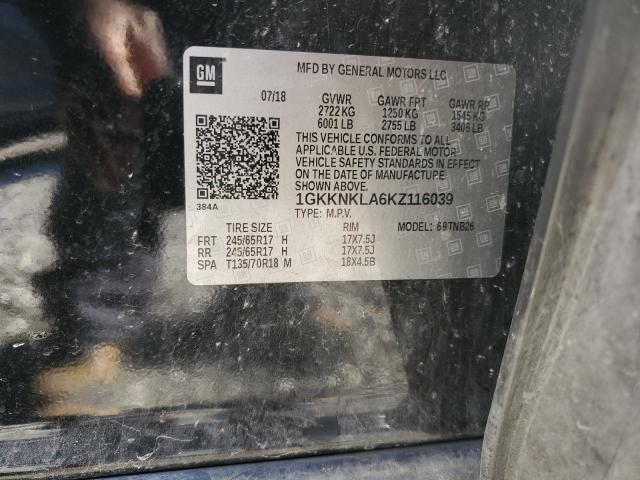 GM
MFD BY GENERAL MOTORS LLC
07/18 GVWR GAWR FRT GAWR RR
2722 KG 1250 KG 1545 KG
6001 LB 2755 LB 3406 LB
THIS VEHICLE CONFORMS TO ALL
APPLICABLE U.S. FEDERAL MOTOR
VEHICLE SAFETY STANDARDS IN EFFECT
ON THE DATE OF MANUFACTURE
SHOWN ABOVE.
384A
1GKKNKLA6KZ116039
TYPE: M.P.V.
TIRE SIZE RIM MODEL: 69TNB26
FRT 245/65R17 H 17X7.5J
RR 245/65R17 H 17X7.5J
SPA T135/70R18 M 18X4.5B